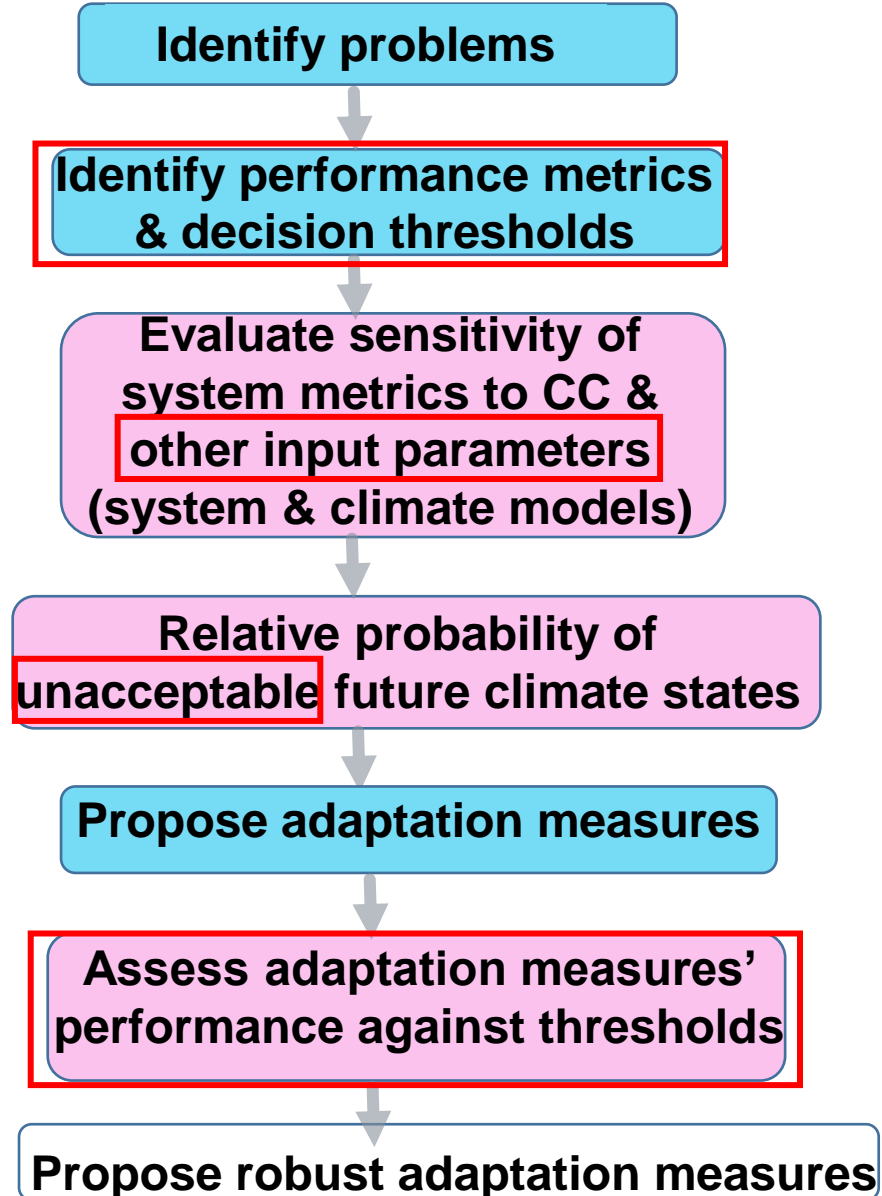 Identify problems
Identify performance metrics
& decision thresholds
Evaluate sensitivity of
system metrics to CC &
other input parameters
(system & climate models)
Relative probability of
unacceptable future climate states
Propose adaptation measures
Assess adaptation measures’
performance against thresholds
Propose robust adaptation measures